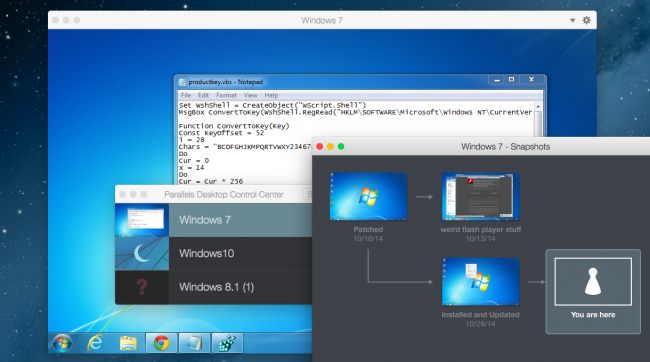 Windows 7
productkey.vbs - Notepad
File Edit Format View Help
Set WshShell = CreateObject("WScript.Shell")
MsgBox ConvertToKey(WshShell.RegRead("HKLM\SOFTWARE\Microsoft\Windows NT\CurrentVer
Function ConvertToKey(Key)
Const KeyOffset = 52
i = 28
Chars = "BCDFGHJKMPQRTVWXY23467
Do
Cur = 0
x = 14
Do
Cur = Cur * 256
Parallels Desktop Control Center
Windows 7
Windows10
Windows 8.1 (1)
Windows 7 - Snapshots
Patched
10/10/14
weird flash player stuff
10/13/14
Installed and Updated
10/26/14
You are here